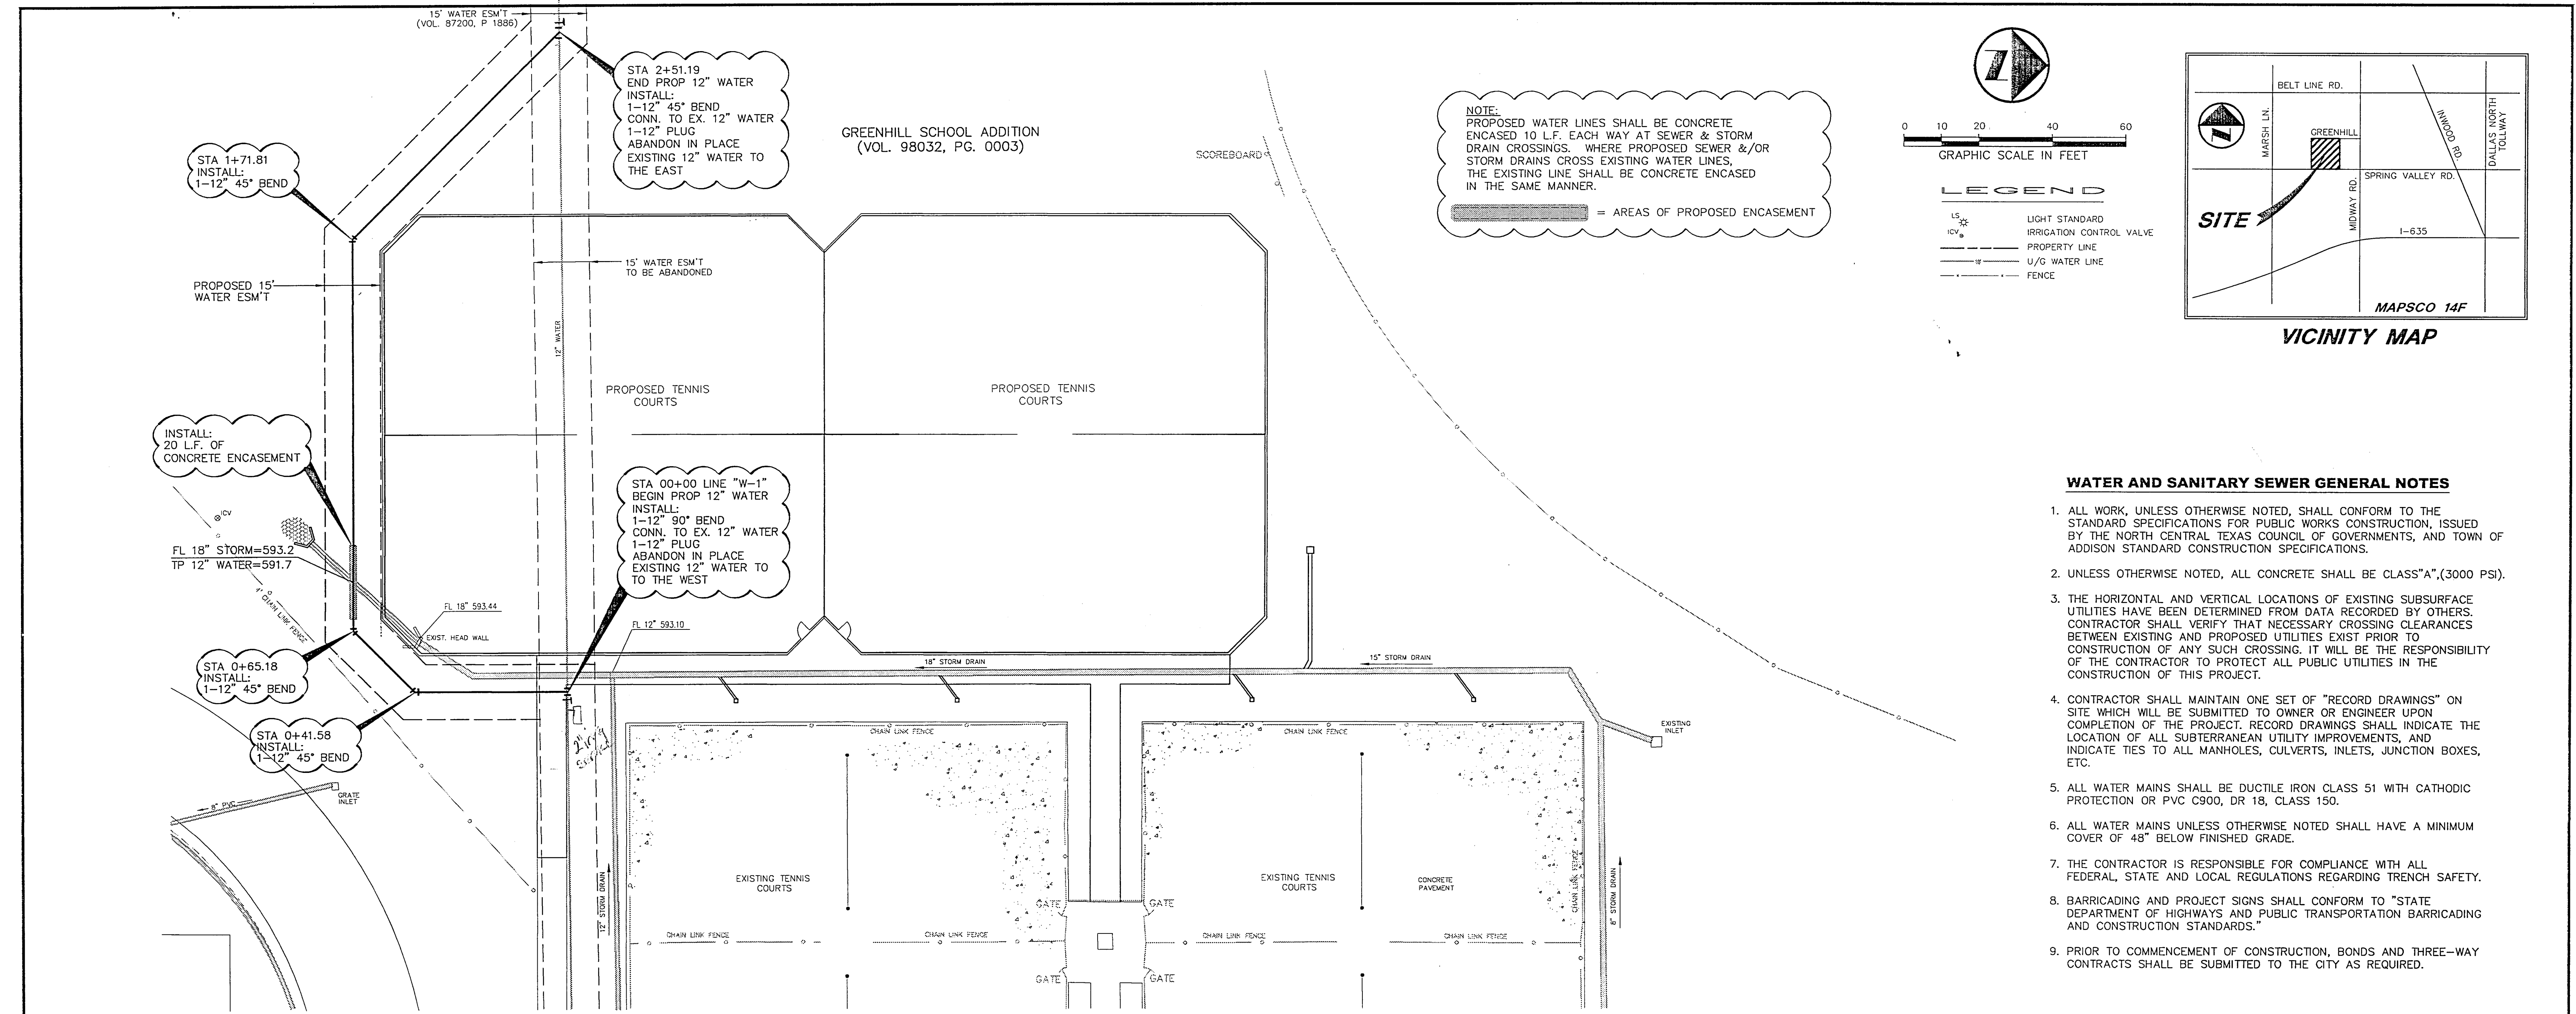 15' WATER ESM'T
(VOL. 87200, P 1886)
STA 2+51.19
END PROP 12" WATER
INSTALL:
1-12" 45° BEND
CONN. TO EX. 12" WATER
1-12" PLUG
ABANDON IN PLACE
EXISTING 12" WATER TO
THE EAST
GREENHILL SCHOOL ADDITION
(VOL. 98032, PG. 0003)
STA 1+71.81
INSTALL:
1-12" 45° BEND
SCOREBOARD
NOTE:
PROPOSED WATER LINES SHALL BE CONCRETE
ENCASED 10 L.F. EACH WAY AT SEWER & STORM
DRAIN CROSSINGS. WHERE PROPOSED SEWER &/OR
STORM DRAINS CROSS EXISTING WATER LINES,
THE EXISTING LINE SHALL BE CONCRETE ENCASED
IN THE SAME MANNER.
= AREAS OF PROPOSED ENCASEMENT
0 10 20 40 60
GRAPHIC SCALE IN FEET
LEGEND
LS LIGHT STANDARD
ICV IRRIGATION CONTROL VALVE
PROPERTY LINE
U/G WATER LINE
FENCE
BELT LINE RD.
MARSH LN.
GREENHILL
INWOOD RD.
DALLAS NORTH
TOLLWAY
SPRING VALLEY RD.
MIDWAY RD.
SITE
I-635
MAPSCO 14F
VICINITY MAP
PROPOSED 15'
WATER ESM'T
15' WATER ESM'T
TO BE ABANDONED
12" WATER
PROPOSED TENNIS
COURTS
PROPOSED TENNIS
COURTS
INSTALL:
20 L.F. OF
CONCRETE ENCASEMENT
ICV
FL 18" STORM=593.2
TP 12" WATER=591.7
4' CHAIN LINK FENCE
STA 00+00 LINE "W-1"
BEGIN PROP 12" WATER
INSTALL:
1-12" 90° BEND
CONN. TO EX. 12" WATER
1-12" PLUG
ABANDON IN PLACE
EXISTING 12" WATER TO
TO THE WEST
FL 18" 593.44
EXIST. HEAD WALL
FL 12" 593.10
18" STORM DRAIN
15" STORM DRAIN
STA 0+65.18
INSTALL:
1-12" 45° BEND
STA 0+41.58
INSTALL:
1-12" 45° BEND
2" irrig
service
8" PVC
GRATE
INLET
12" STORM DRAIN
CHAIN LINK FENCE
CHAIN LINK FENCE
EXISTING
INLET
EXISTING TENNIS
COURTS
EXISTING TENNIS
COURTS
CONCRETE
PAVEMENT
CHAIN LINK FENCE
8" STORM DRAIN
GATE
GATE
CHAIN LINK FENCE
CHAIN LINK FENCE
CHAIN LINK FENCE
CHAIN LINK FENCE
GATE
GATE
WATER AND SANITARY SEWER GENERAL NOTES
1. ALL WORK, UNLESS OTHERWISE NOTED, SHALL CONFORM TO THE
STANDARD SPECIFICATIONS FOR PUBLIC WORKS CONSTRUCTION, ISSUED
BY THE NORTH CENTRAL TEXAS COUNCIL OF GOVERNMENTS, AND TOWN OF
ADDISON STANDARD CONSTRUCTION SPECIFICATIONS.
2. UNLESS OTHERWISE NOTED, ALL CONCRETE SHALL BE CLASS"A",(3000 PSI).
3. THE HORIZONTAL AND VERTICAL LOCATIONS OF EXISTING SUBSURFACE
UTILITIES HAVE BEEN DETERMINED FROM DATA RECORDED BY OTHERS.
CONTRACTOR SHALL VERIFY THAT NECESSARY CROSSING CLEARANCES
BETWEEN EXISTING AND PROPOSED UTILITIES EXIST PRIOR TO
CONSTRUCTION OF ANY SUCH CROSSING. IT WILL BE THE RESPONSIBILITY
OF THE CONTRACTOR TO PROTECT ALL PUBLIC UTILITIES IN THE
CONSTRUCTION OF THIS PROJECT.
4. CONTRACTOR SHALL MAINTAIN ONE SET OF "RECORD DRAWINGS" ON
SITE WHICH WILL BE SUBMITTED TO OWNER OR ENGINEER UPON
COMPLETION OF THE PROJECT. RECORD DRAWINGS SHALL INDICATE THE
LOCATION OF ALL SUBTERRANEAN UTILITY IMPROVEMENTS, AND
INDICATE TIES TO ALL MANHOLES, CULVERTS, INLETS, JUNCTION BOXES,
ETC.
5. ALL WATER MAINS SHALL BE DUCTILE IRON CLASS 51 WITH CATHODIC
PROTECTION OR PVC C900, DR 18, CLASS 150.
6. ALL WATER MAINS UNLESS OTHERWISE NOTED SHALL HAVE A MINIMUM
COVER OF 48" BELOW FINISHED GRADE.
7. THE CONTRACTOR IS RESPONSIBLE FOR COMPLIANCE WITH ALL
FEDERAL, STATE AND LOCAL REGULATIONS REGARDING TRENCH SAFETY.
8. BARRICADING AND PROJECT SIGNS SHALL CONFORM TO "STATE
DEPARTMENT OF HIGHWAYS AND PUBLIC TRANSPORTATION BARRICADING
AND CONSTRUCTION STANDARDS."
9. PRIOR TO COMMENCEMENT OF CONSTRUCTION, BONDS AND THREE-WAY
CONTRACTS SHALL BE SUBMITTED TO THE CITY AS REQUIRED.